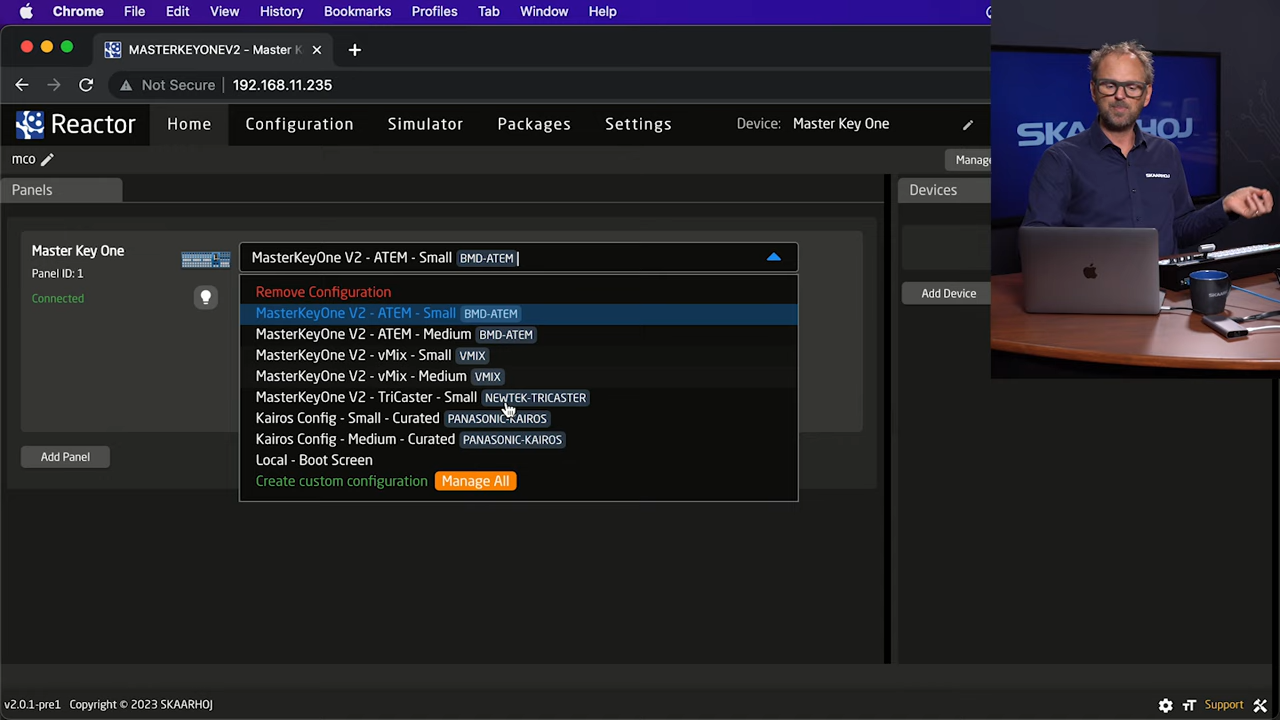 Chrome File Edit View History Bookmarks Profiles Tab Window Help
MASTERKEYONEV2 - Master K
Not Secure 192.168.11.235
Reactor Home Configuration Simulator Packages Settings Device: Master Key One
mco Manage
Panels Devices
Master Key One
Panel ID: 1
Connected
MasterKeyOne V2 - ATEM - Small BMD-ATEM
Remove Configuration
MasterKeyOne V2 - ATEM - Small BMD-ATEM
MasterKeyOne V2 - ATEM - Medium BMD-ATEM
MasterKeyOne V2 - vMix - Small VMIX
MasterKeyOne V2 - vMix - Medium VMIX
MasterKeyOne V2 - TriCaster - Small NEWTEK-TRICASTER
Kairos Config - Small - Curated PANASONIC-KAIROS
Kairos Config - Medium - Curated PANASONIC-KAIROS
Local - Boot Screen
Create custom configuration Manage All
Add Panel
Add Device
SKAARHOJ
SKAARHOJ
v2.0.1-pre1 Copyright © 2023 SKAARHOJ
Support